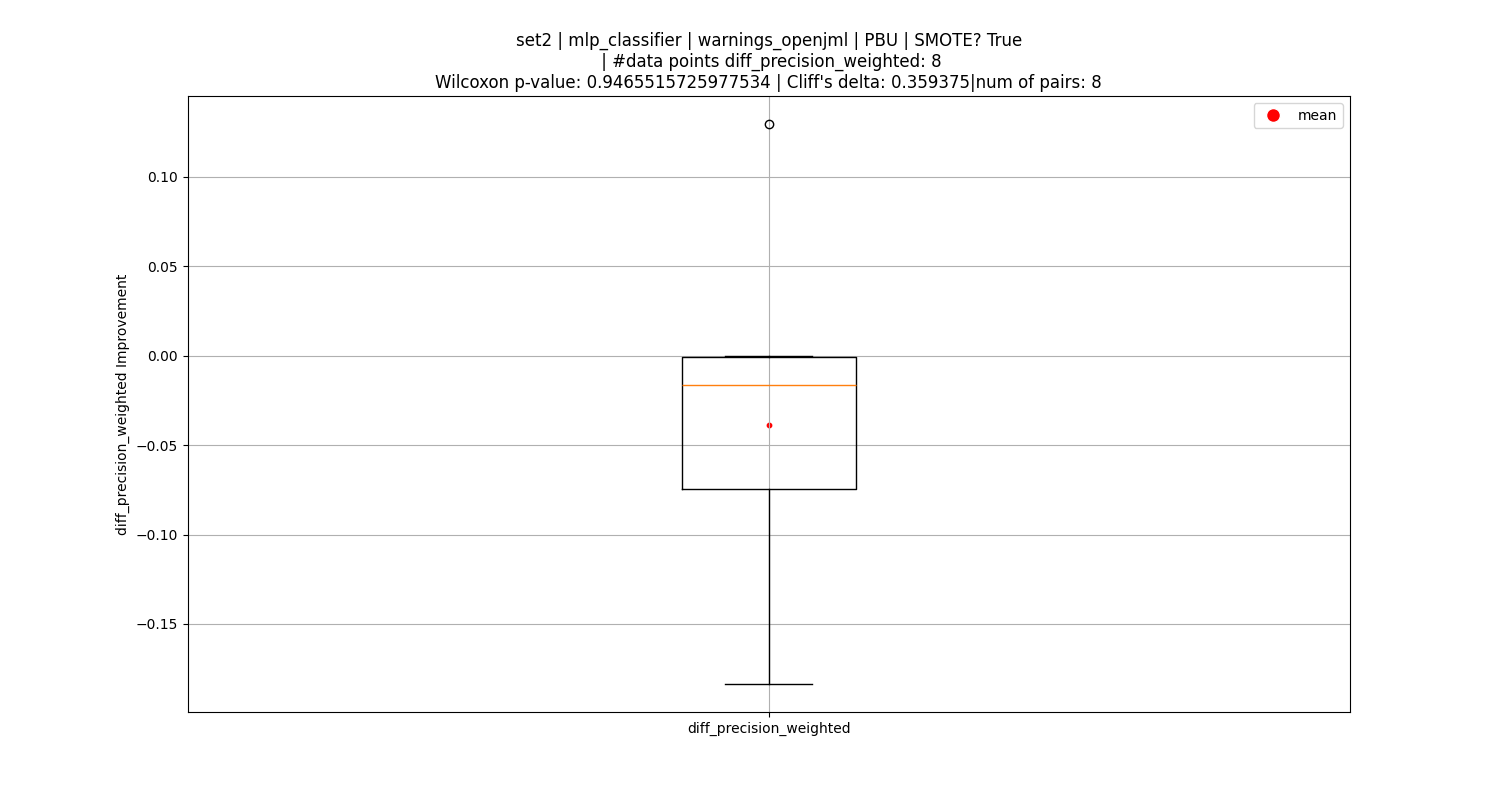 set2 | mlp_classifier | warnings_openjml | PBU | SMOTE? True
| #data points diff_precision_weighted: 8
Wilcoxon p-value: 0.9465515725977534 | Cliff's delta: 0.359375|num of pairs: 8
mean
0.10
0.05
0.00
−0.05
−0.10
−0.15
diff_precision_weighted Improvement
diff_precision_weighted